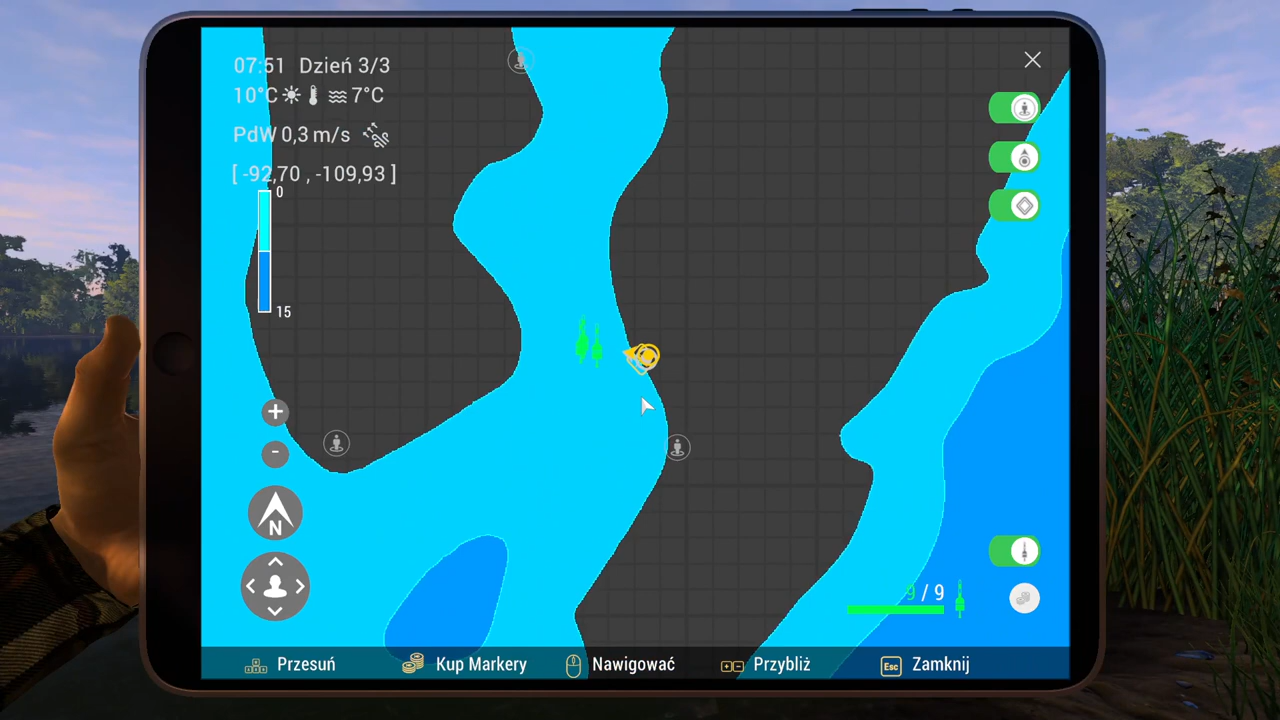 07:51 Dzień 3/3
10°C 7°C
PdW 0,3 m/s
[ -92,70 , -109,93 ]
0
15
+
-
N
9 / 9
Przesuń
Kup Markery
Nawigować
Przybliż
Esc Zamknij